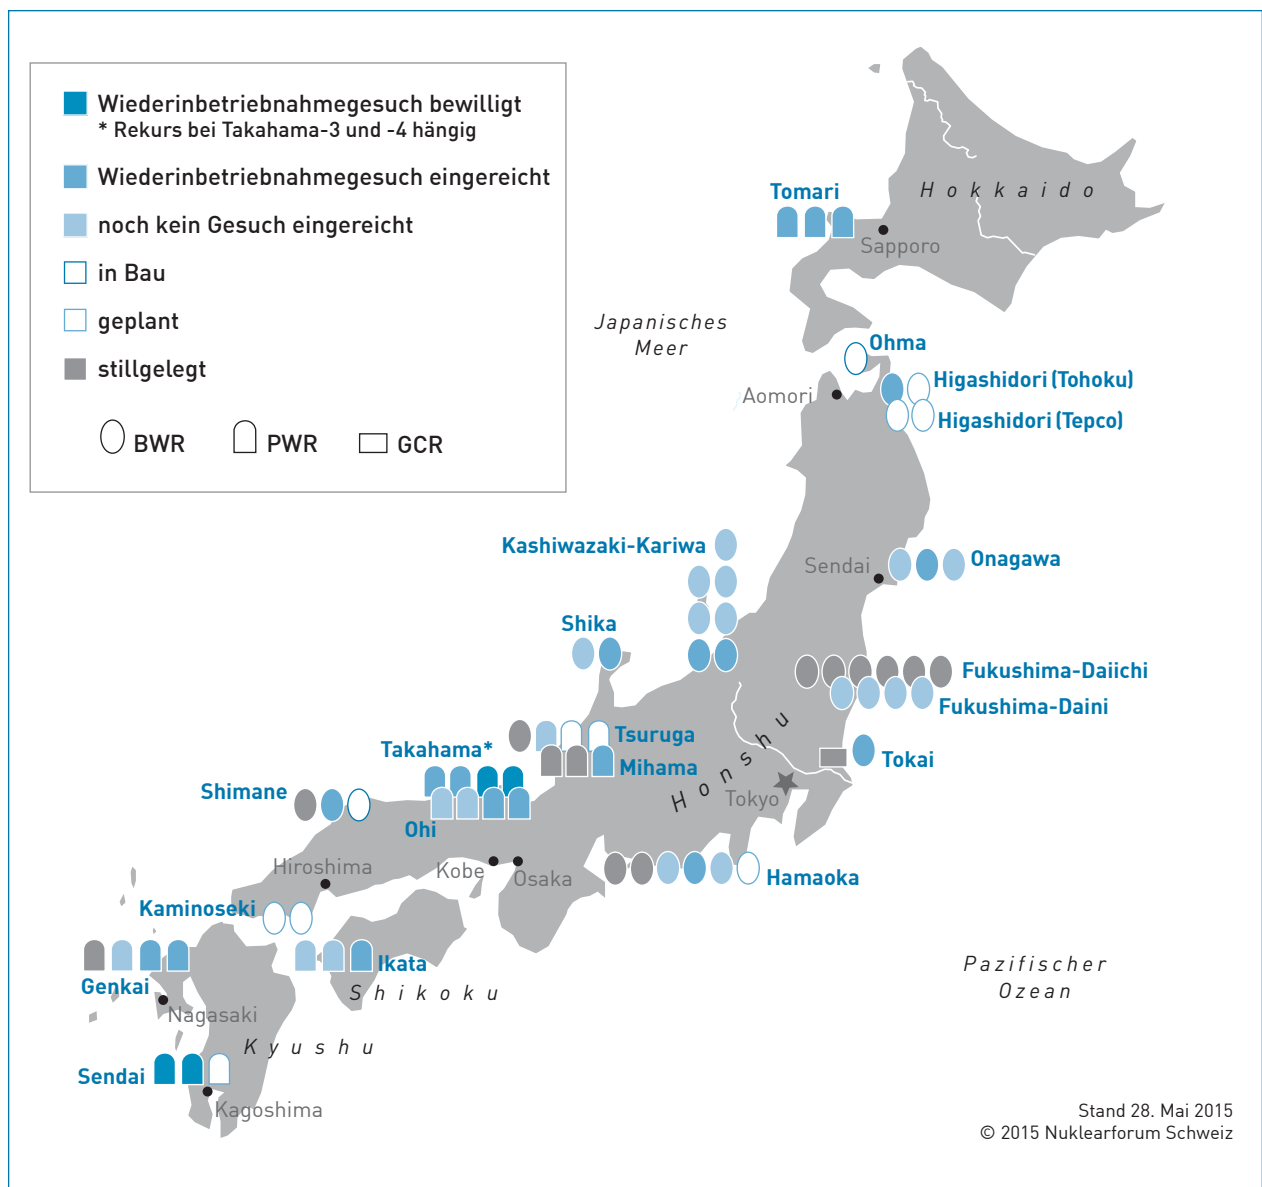 Wiederinbetriebnahmegesuch bewilligt
* Rekurs bei Takahama-3 und -4 hängig
Wiederinbetriebnahmegesuch eingereicht
noch kein Gesuch eingereicht
in Bau
geplant
stillgelegt
BWR
PWR
GCR
Hokkaido
Tomari
Sapporo
Japanisches
Meer
Ohma
Higashidori (Tohoku)
Aomori
Higashidori (Tepco)
Kashiwazaki-Kariwa
Sendai
Onagawa
Shika
Fukushima-Daiichi
Fukushima-Daini
Tsuruga
Takahama*
Mihama
Honshu
Tokai
Shimane
Tokyo
Ohi
Hiroshima
Kobe
Osaka
Hamaoka
Kaminoseki
Ikata
Genkai
Shikoku
Pazifischer
Ozean
Nagasaki
Kyushu
Sendai
Kagoshima
Stand 28. Mai 2015
© 2015 Nuklearforum Schweiz